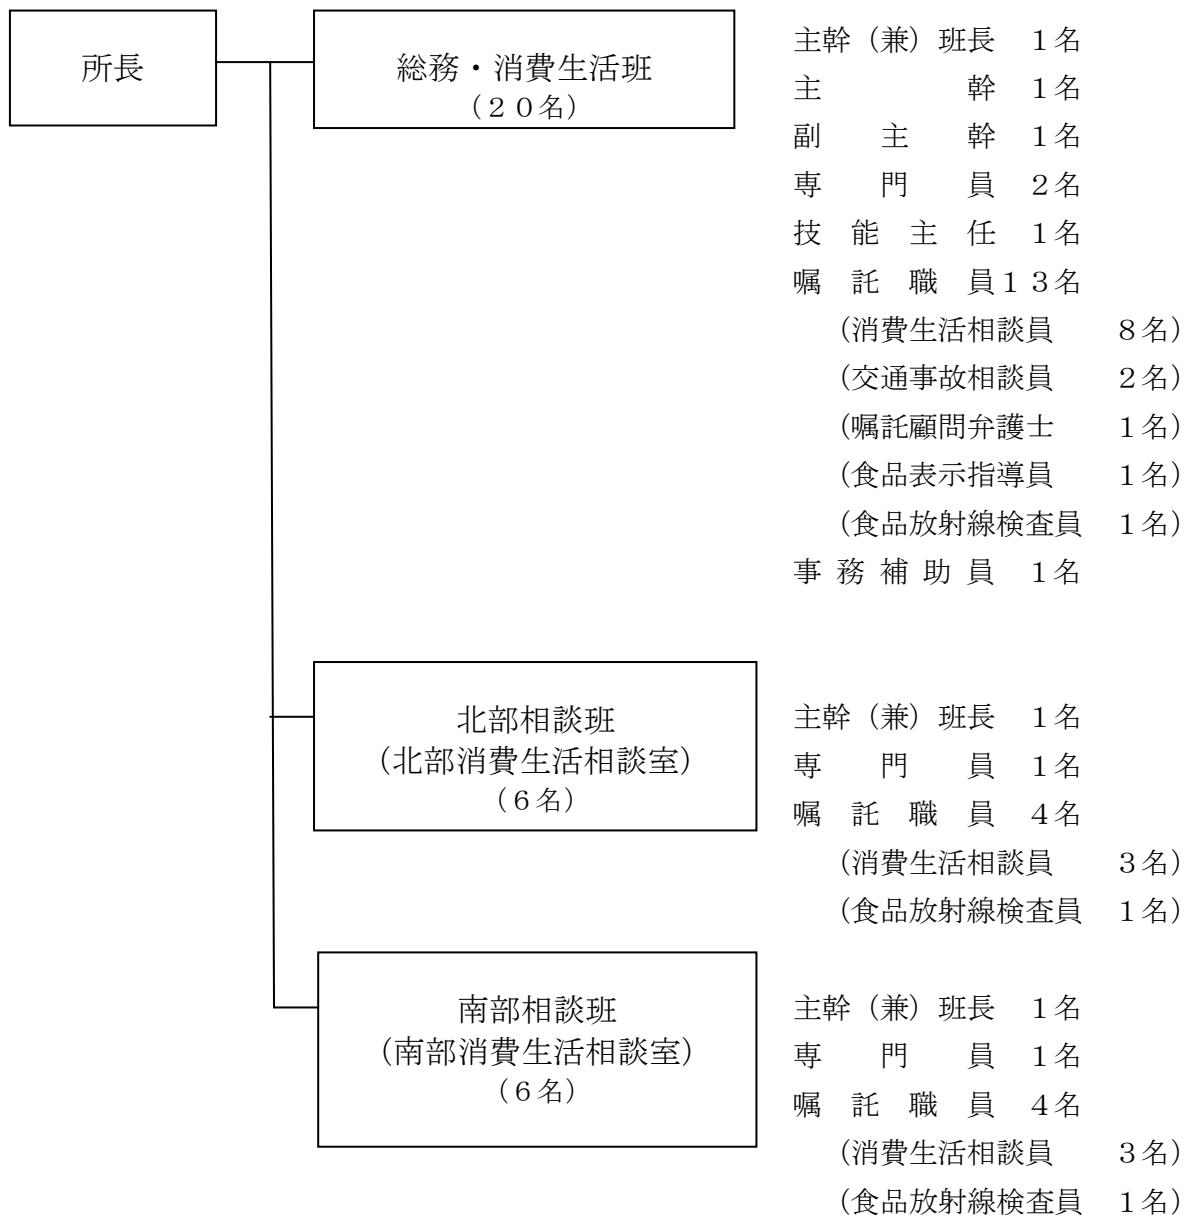 所長
総務・消費生活班
(２０名)
主幹（兼）班長　１名
主　　　　　幹　１名
副　　主　　幹　１名
専　　門　　員　２名
技　能　主　任　１名
嘱　託　職　員１３名
(消費生活相談員　　８名)
(交通事故相談員　　２名)
(嘱託顧問弁護士　　１名)
(食品表示指導員　　１名)
(食品放射線検査員　１名)
事 務 補 助 員　１名
北部相談班
(北部消費生活相談室)
(６名)
主幹（兼）班長　１名
専　　門　　員　１名
嘱　託　職　員　４名
(消費生活相談員　　３名)
(食品放射線検査員　１名)
南部相談班
(南部消費生活相談室)
(６名)
主幹（兼）班長　１名
専　　門　　員　１名
嘱　託　職　員　４名
(消費生活相談員　　３名)
(食品放射線検査員　１名)